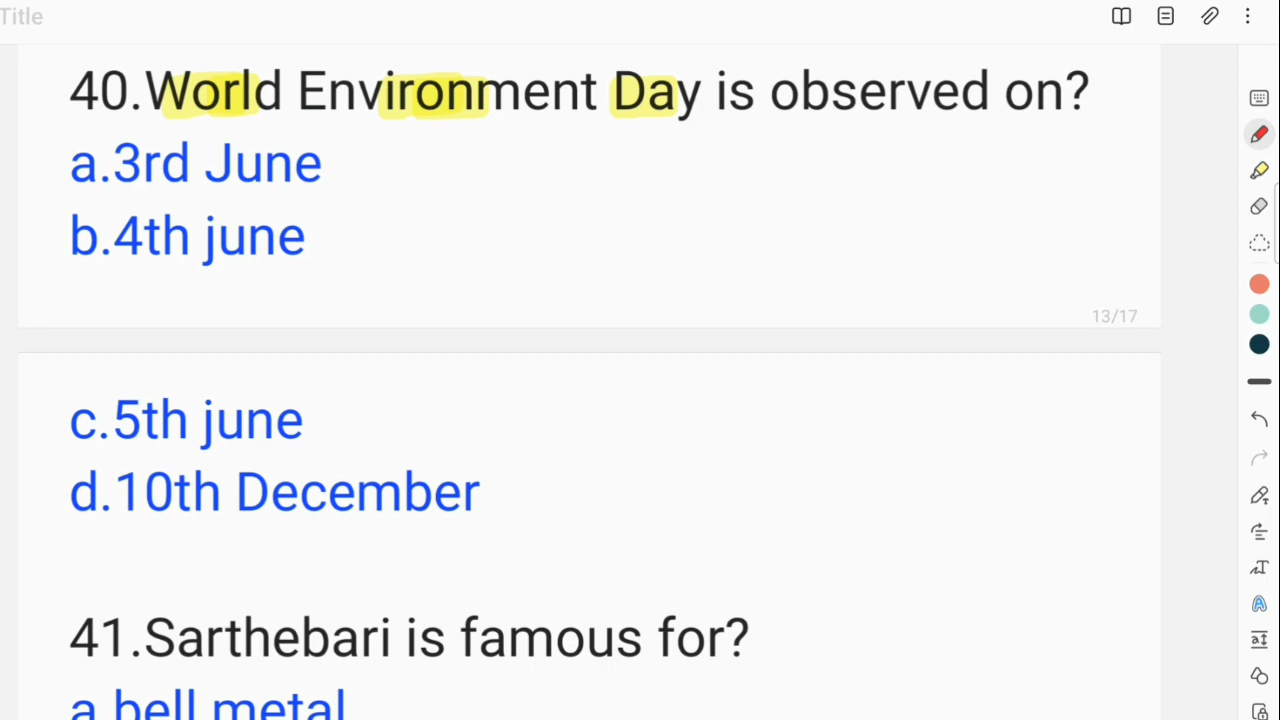 Title
40.World Environment Day is observed on?
a.3rd June
b.4th june
13/17
c.5th june
d.10th December
41.Sarthebari is famous for?
a.bell metal